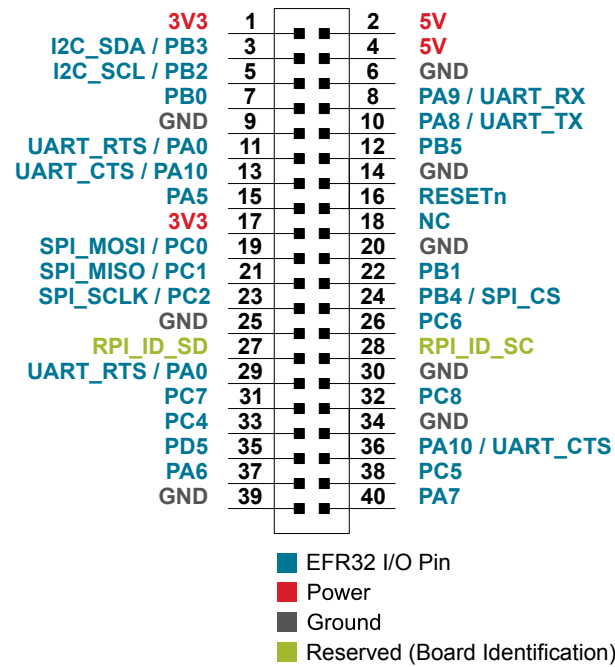 3V3 1 2 5V
I2C_SDA / PB3 3 4 5V
I2C_SCL / PB2 5 6 GND
PB0 7 8 PA9 / UART_RX
GND 9 10 PA8 / UART_TX
UART_RTS / PA0 11 12 PB5
UART_CTS / PA10 13 14 GND
PA5 15 16 RESETn
3V3 17 18 NC
SPI_MOSI / PC0 19 20 GND
SPI_MISO / PC1 21 22 PB1
SPI_SCLK / PC2 23 24 PB4 / SPI_CS
GND 25 26 PC6
RPI_ID_SD 27 28 RPI_ID_SC
UART_RTS / PA0 29 30 GND
PC7 31 32 PC8
PC4 33 34 GND
PD5 35 36 PA10 / UART_CTS
PA6 37 38 PC5
GND 39 40 PA7
EFR32 I/O Pin
Power
Ground
Reserved (Board Identification)